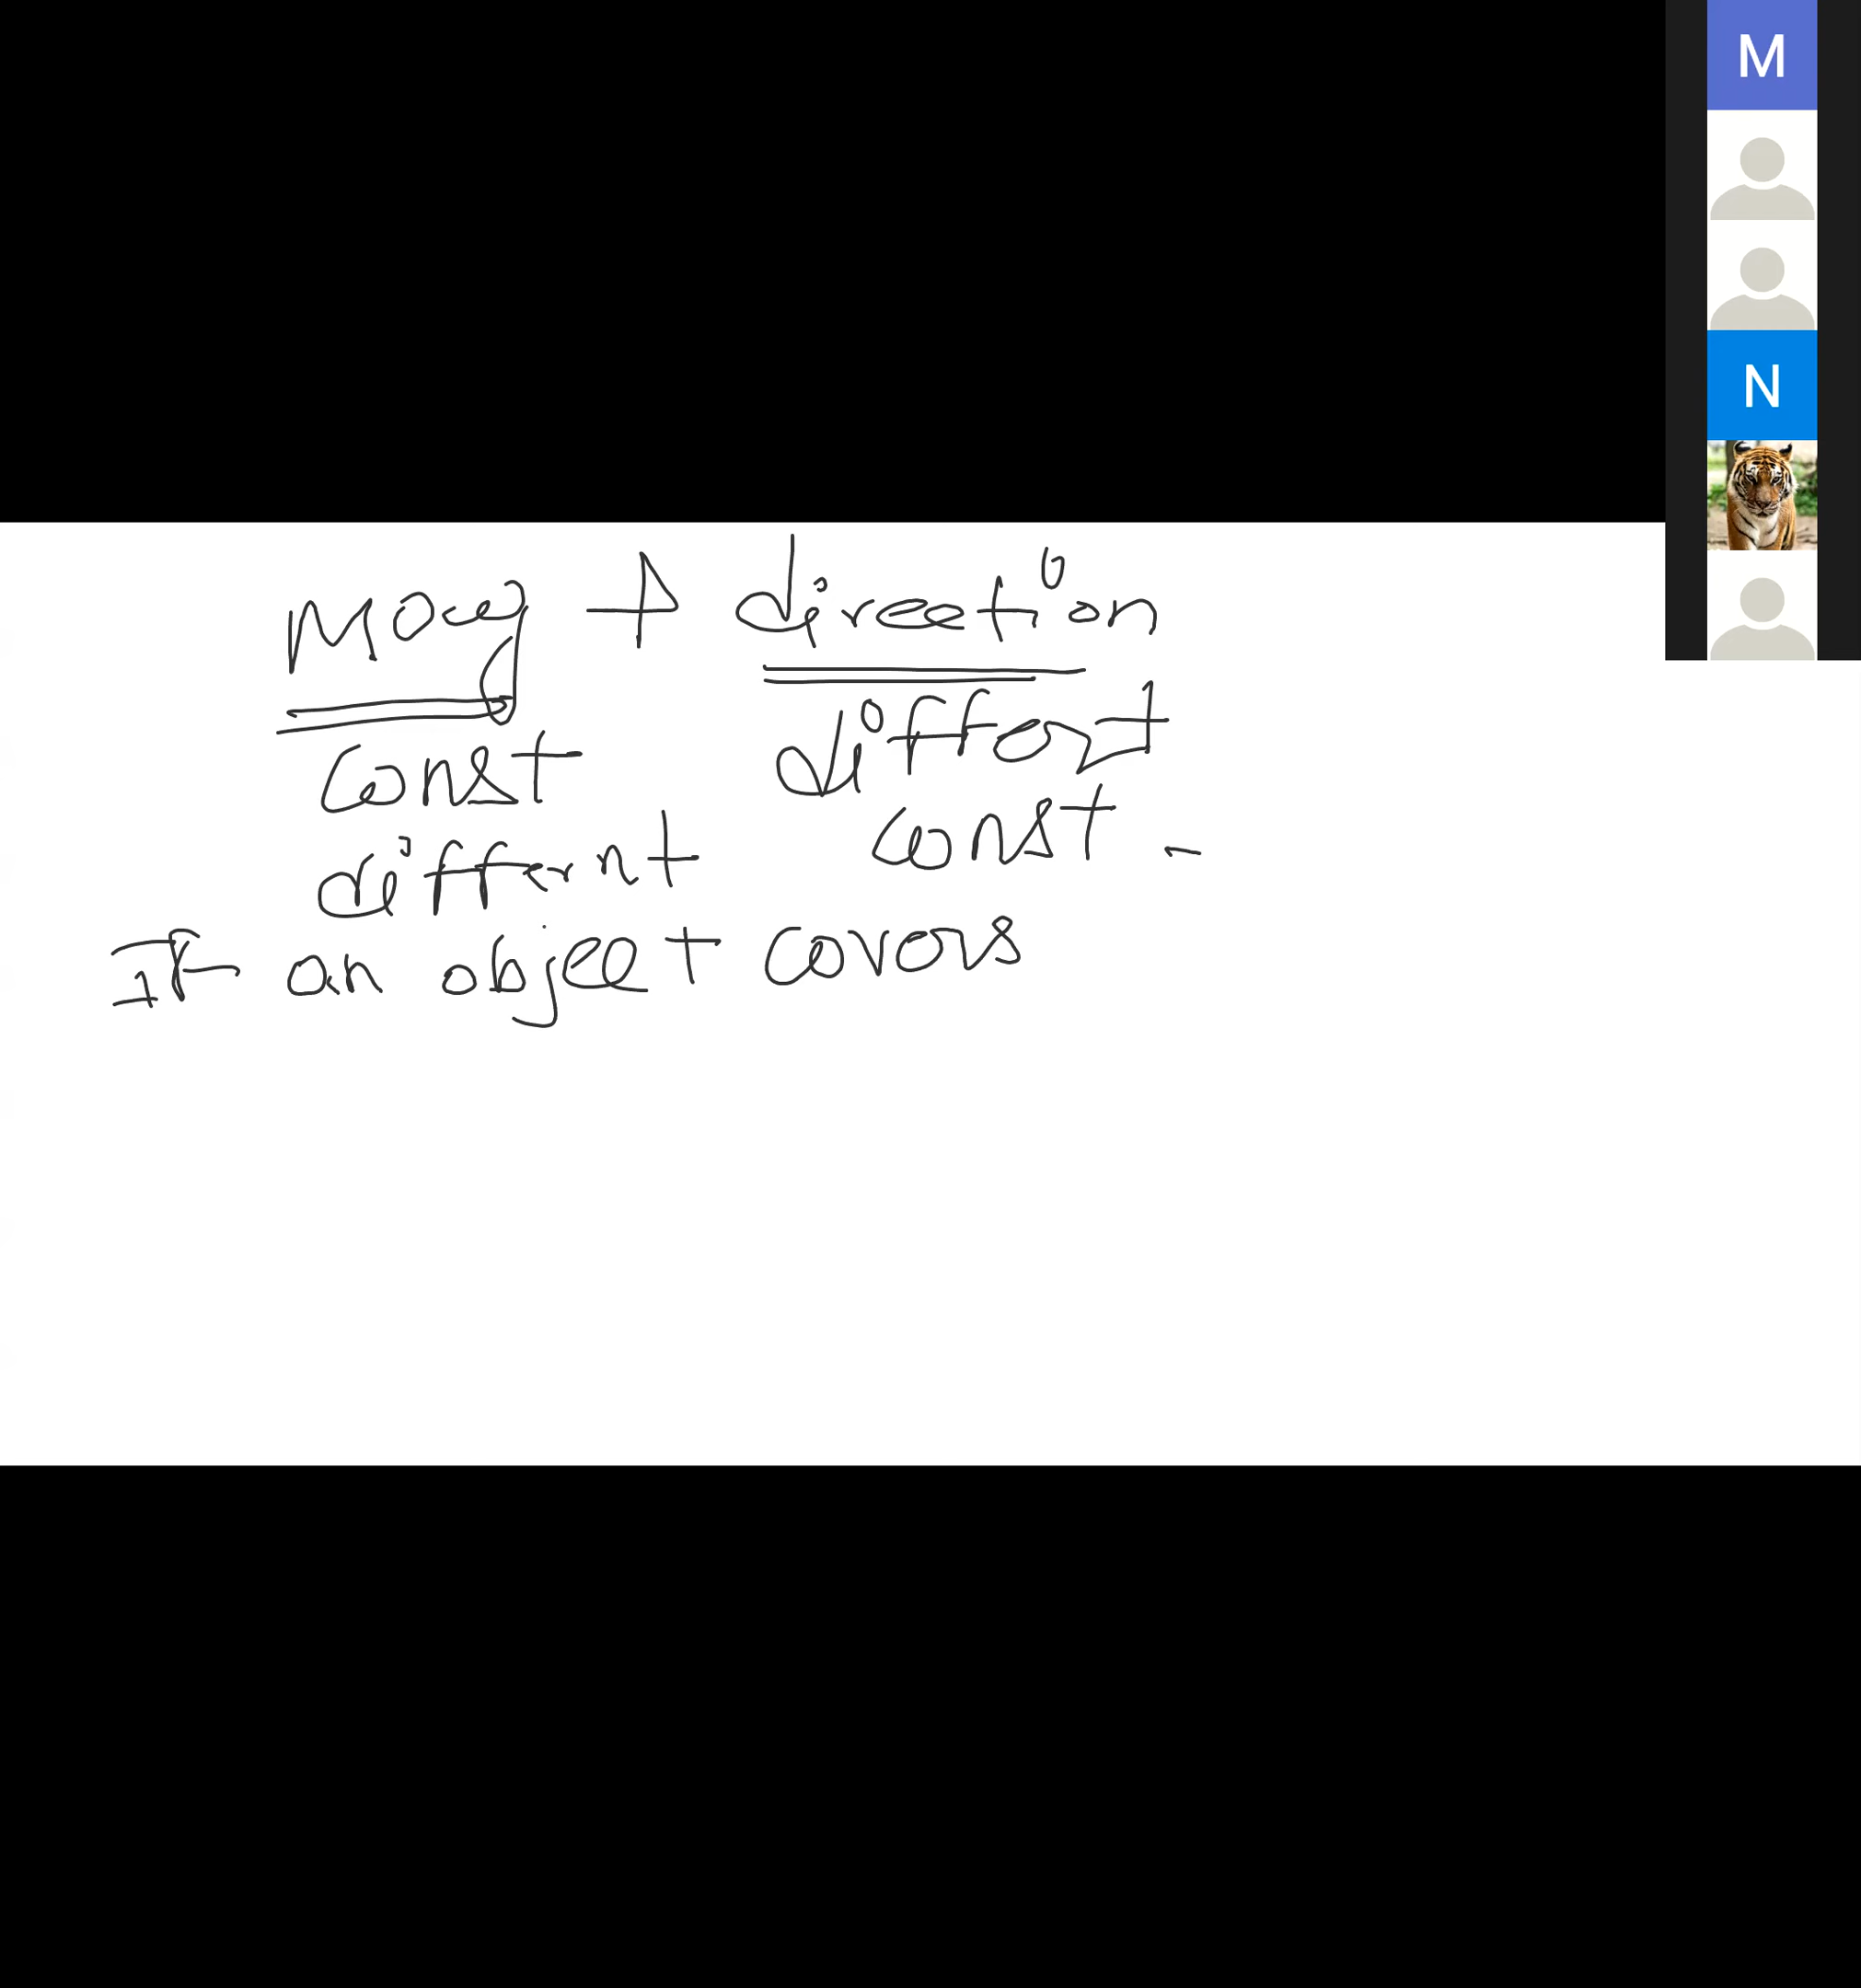 M
N
Mag + direction
const different
different const -
If an object covers